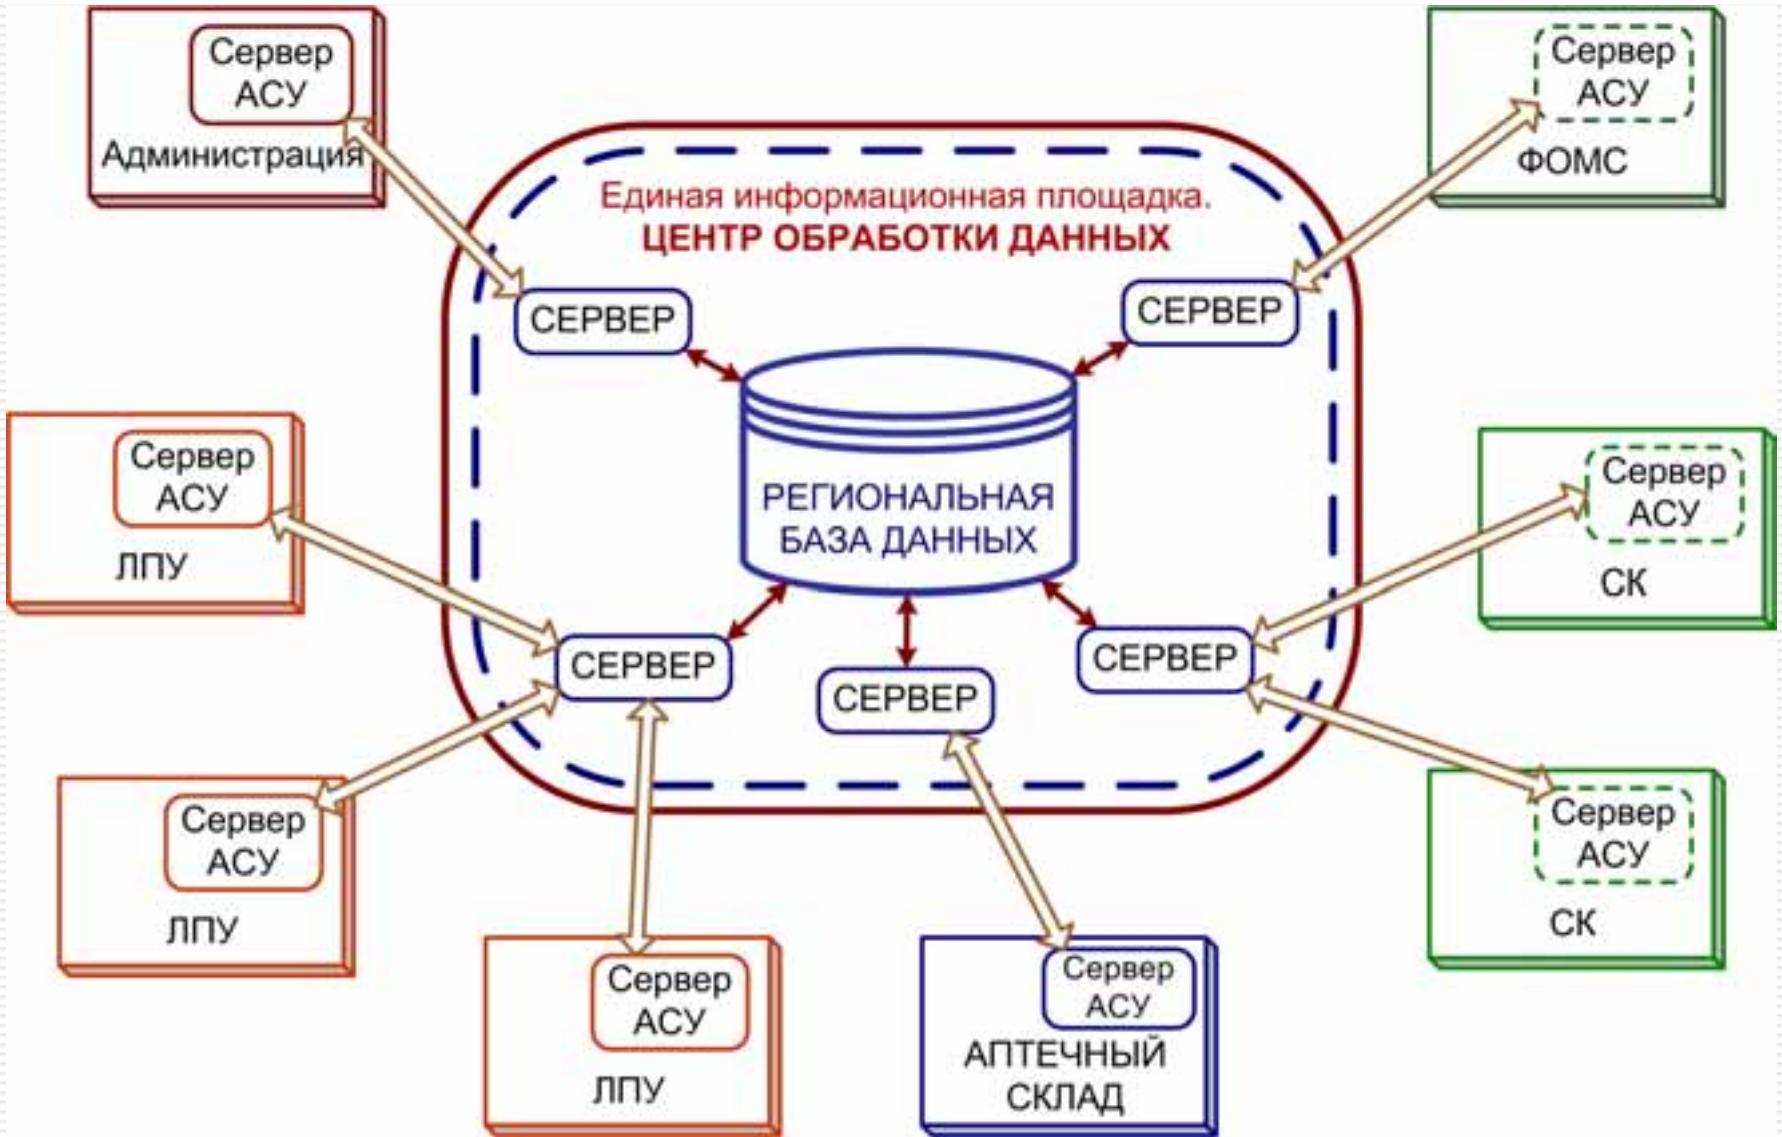 Сервер
АСУ
Администрация
Сервер
АСУ
ФОМС
Единая информационная площадка.
ЦЕНТР ОБРАБОТКИ ДАННЫХ
СЕРВЕР
СЕРВЕР
Сервер
АСУ
ЛПУ
РЕГИОНАЛЬНАЯ
БАЗА ДАННЫХ
Сервер
АСУ
СК
СЕРВЕР
СЕРВЕР
СЕРВЕР
Сервер
АСУ
ЛПУ
Сервер
АСУ
СК
Сервер
АСУ
ЛПУ
Сервер
АСУ
АПТЕЧНЫЙ
СКЛАД